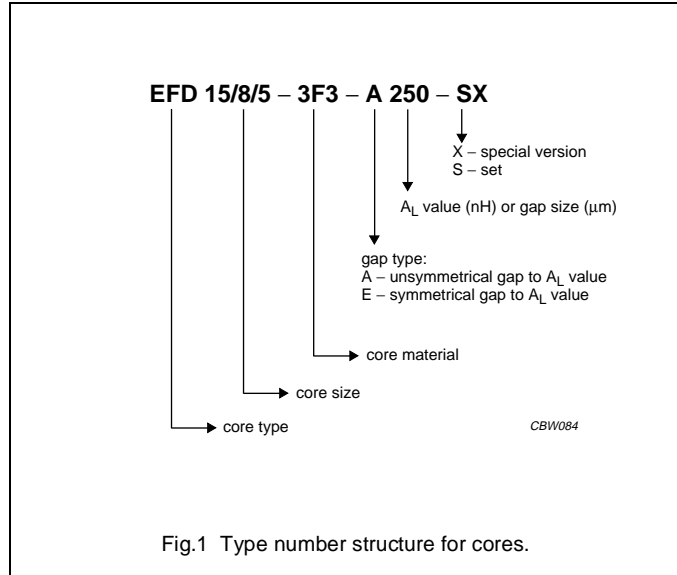 EFD 15/8/5 – 3F3 – A 250 – SX
X – special version
S – set
AL value (nH) or gap size (μm)
gap type:
A – unsymmetrical gap to AL value
E – symmetrical gap to AL value
core material
core size
core type
CBW084
Fig.1 Type number structure for cores.